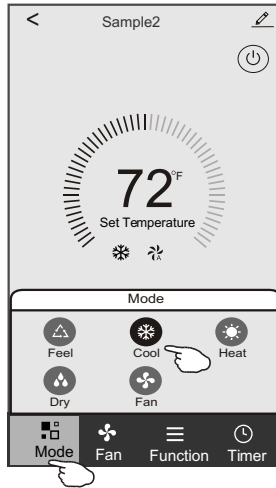 < Sample2
72°F
Set Temperature
A
Mode
Feel Cool Heat
Dry Fan
Mode Fan Function Timer